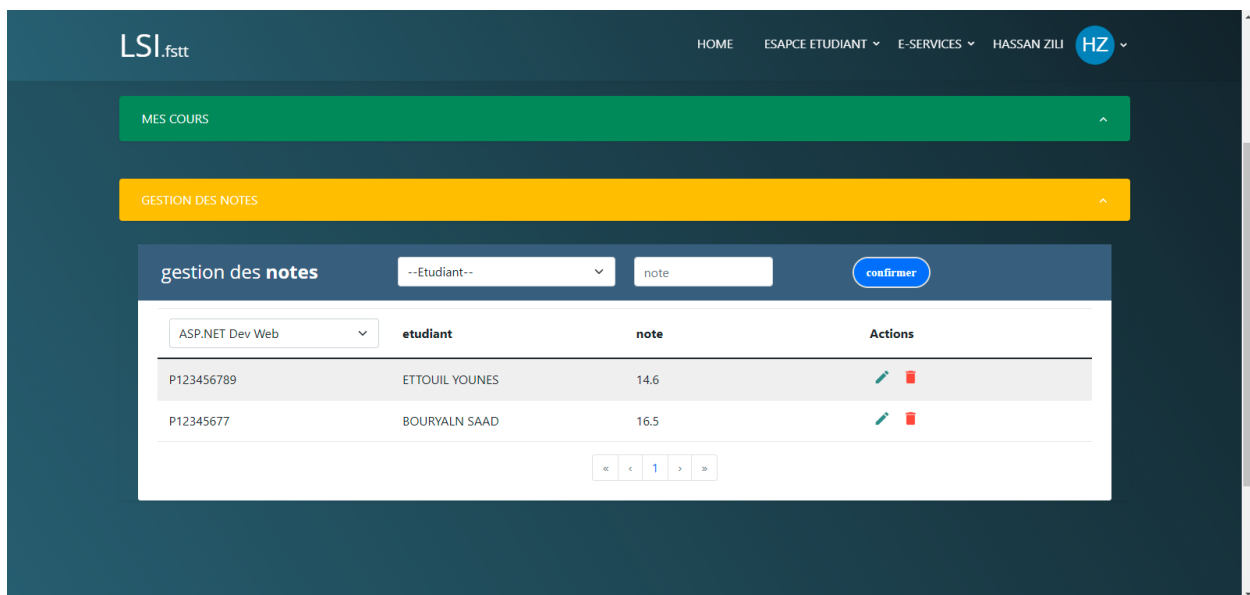 LSI.fstt
HOME ESAPCE ETUDIANT E-SERVICES HASSAN ZILI HZ
MES COURS
GESTION DES NOTES
gestion des notes --Etudiant-- note confirmer
ASP.NET Dev Web etudiant note Actions
P123456789 ETTOUIL YOUNES 14.6
P12345677 BOURYALN SAAD 16.5
« ‹ 1 › »